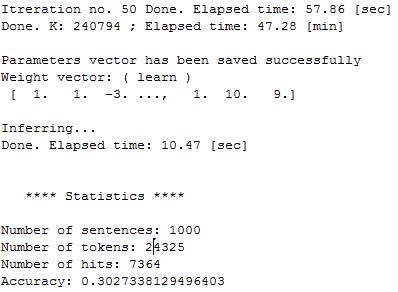 Itreration no. 50 Done. Elapsed time: 57.86 [sec]
Done. K: 240794 ; Elapsed time: 47.28 [min]
Parameters vector has been saved successfully
Weight vector: ( learn )
[ 1. 1. -3. ..., 1. 10. 9.]
Inferring...
Done. Elapsed time: 10.47 [sec]
**** Statistics ****
Number of sentences: 1000
Number of tokens: 24325
Number of hits: 7364
Accuracy: 0.3027338129496403